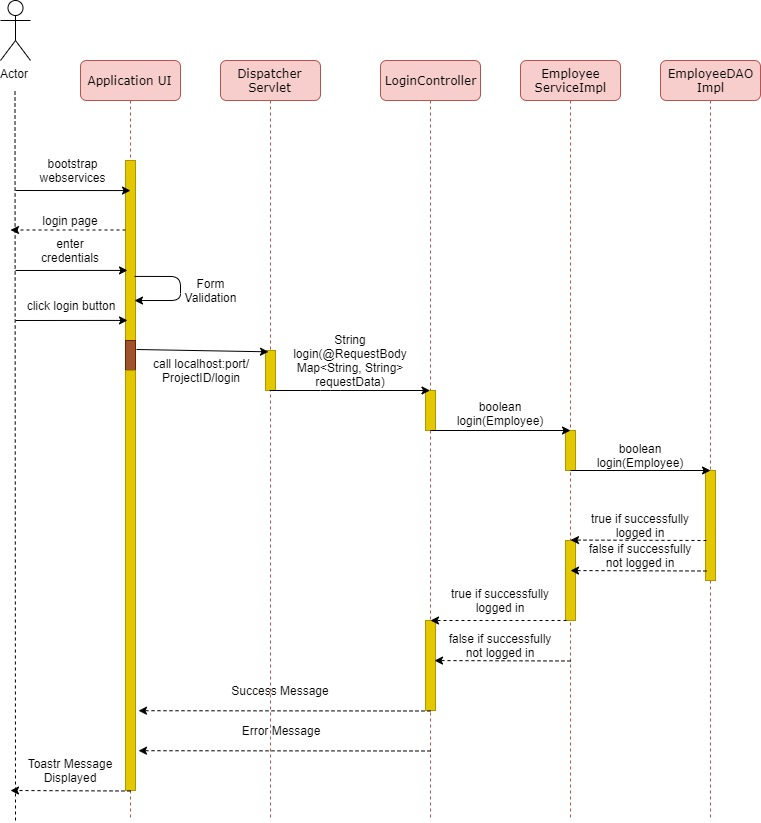 Actor
Application UI
Dispatcher
Servlet
LoginController
Employee
ServiceImpl
EmployeeDAO
Impl
bootstrap
webservices
login page
enter
credentials
Form
Validation
click login button
call localhost:port/
ProjectID/login
String
login(@RequestBody
Map<String, String>
requestData)
boolean
login(Employee)
boolean
login(Employee)
true if successfully
logged in
false if successfully
not logged in
true if successfully
logged in
false if successfully
not logged in
Success Message
Error Message
Toastr Message
Displayed